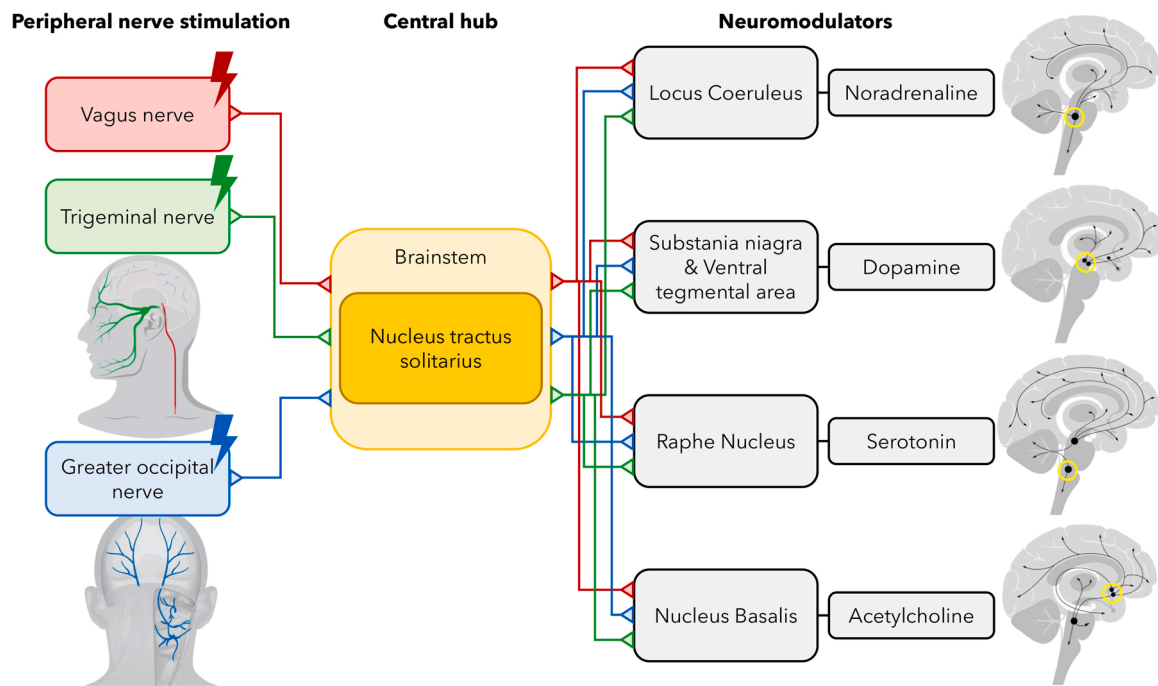 Peripheral nerve stimulation
Central hub
Neuromodulators
Vagus nerve
Trigeminal nerve
Greater occipital
nerve
Brainstem
Nucleus tractus
solitarius
Locus Coeruleus
Noradrenaline
Substania niagra
& Ventral
tegmental area
Dopamine
Raphe Nucleus
Serotonin
Nucleus Basalis
Acetylcholine